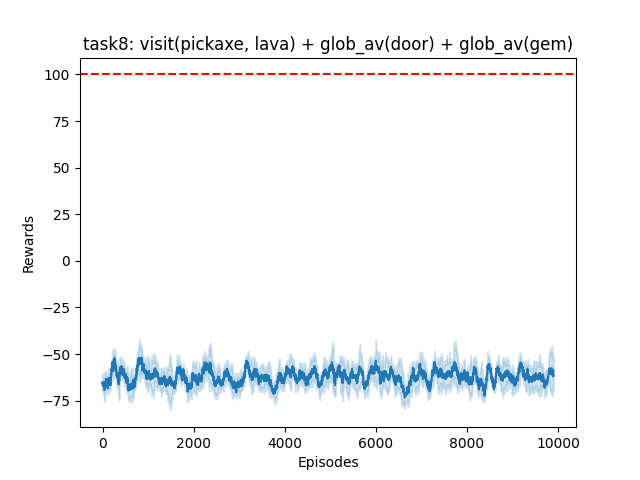 task8: visit(pickaxe, lava) + glob_av(door) + glob_av(gem)
100
75
50
25
0
−25
−50
−75
Rewards
0 2000 4000 6000 8000 10000
Episodes